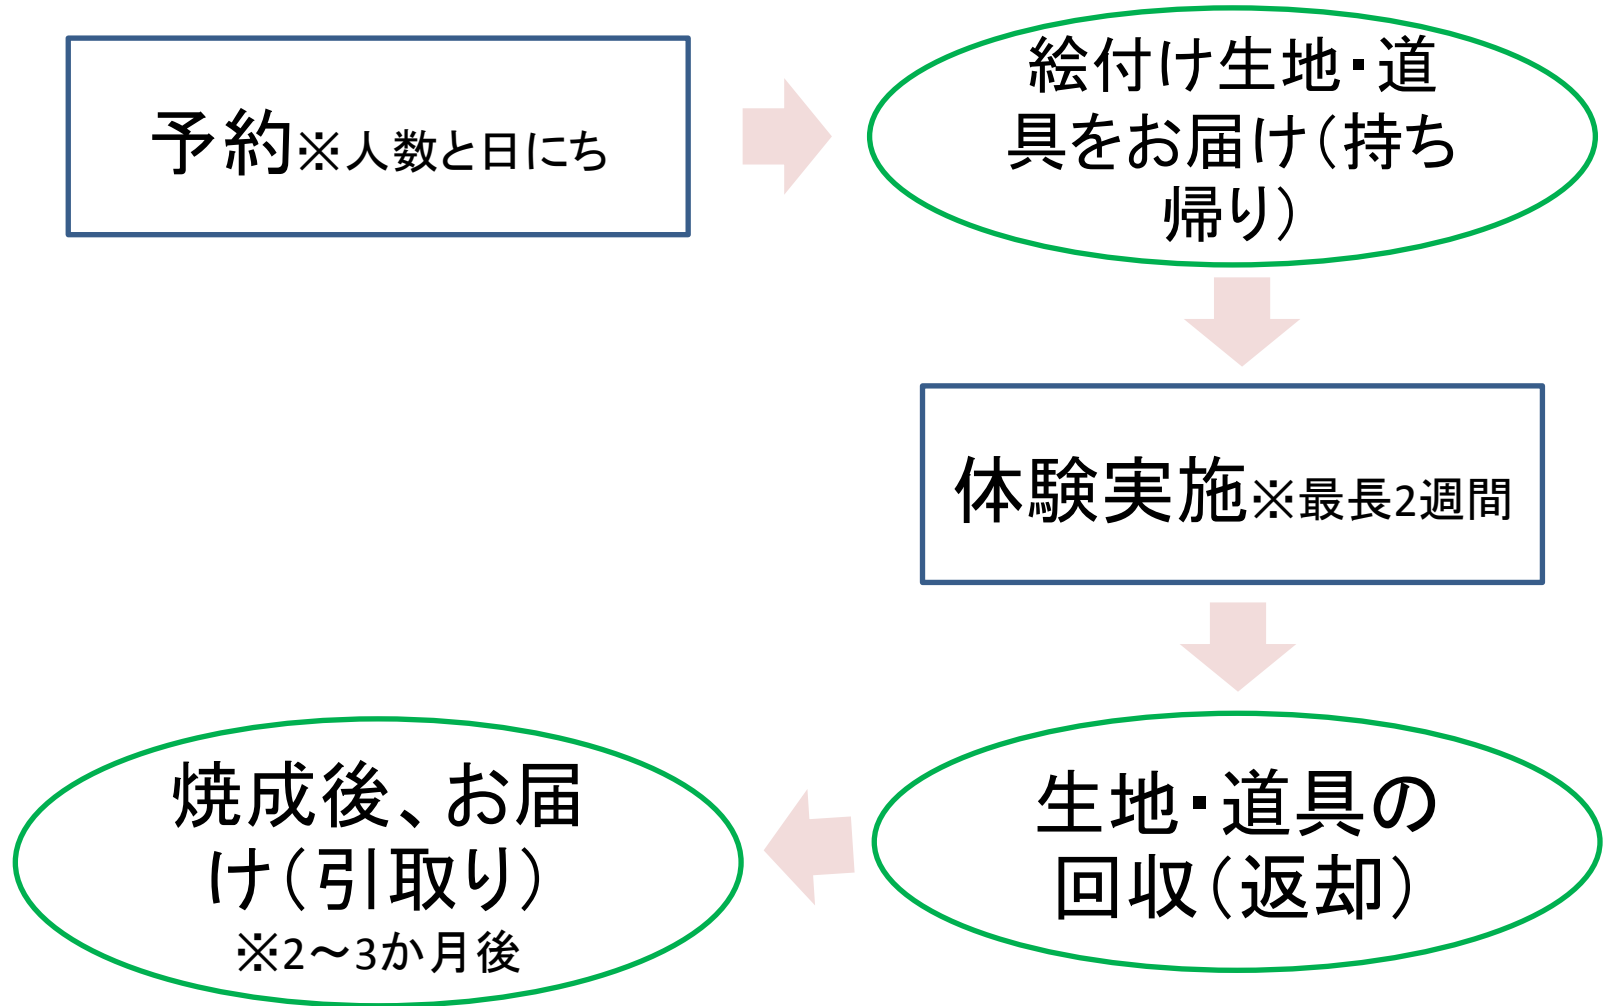 予約※人数と日にち
絵付け生地・道
具をお届け（持ち
帰り）
体験実施※最長2週間
生地・道具の
回収（返却）
焼成後、お届
け（引取り）
※2～3か月後